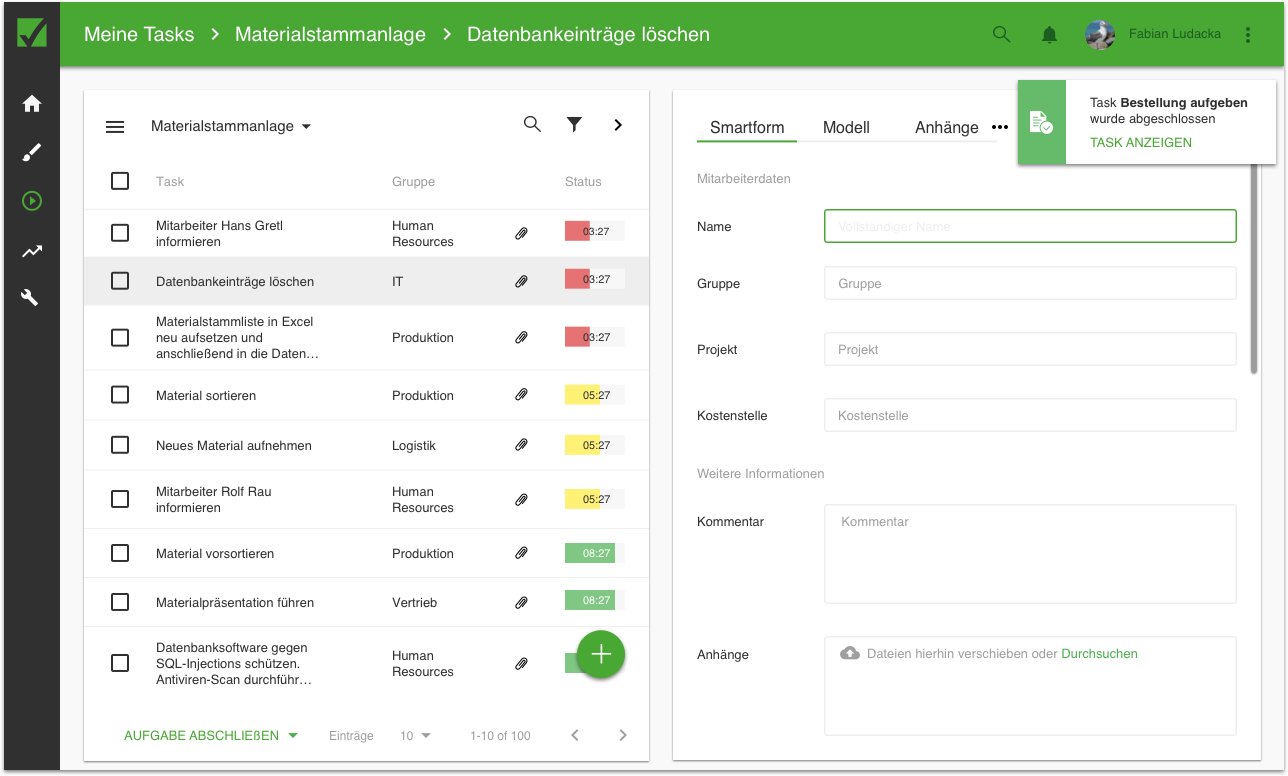 Meine Tasks > Materialstammanlage > Datenbankeinträge löschen
Fabian Ludacka
Task Bestellung aufgeben
wurde abgeschlossen
TASK ANZEIGEN
Materialstammanlage
Task Gruppe Status
Mitarbeiter Hans Gretl
informieren
Human
Resources
03:27
Datenbankeinträge löschen
IT
03:27
Materialstammliste in Excel
neu aufsetzen und
anschließend in die Daten…
Produktion
03:27
Material sortieren
Produktion
05:27
Neues Material aufnehmen
Logistik
05:27
Mitarbeiter Rolf Rau
informieren
Human
Resources
05:27
Material vorsortieren
Produktion
08:27
Materialpräsentation führen
Vertrieb
08:27
Datenbanksoftware gegen
SQL-Injections schützen.
Antiviren-Scan durchführ…
Human
Resources
AUFGABE ABSCHLIEßEN
Einträge
10
1-10 of 100
Smartform Modell Anhänge
Mitarbeiterdaten
Name
Vollständiger Name
Gruppe
Gruppe
Projekt
Projekt
Kostenstelle
Kostenstelle
Weitere Informationen
Kommentar
Kommentar
Anhänge
Dateien hierhin verschieben oder Durchsuchen